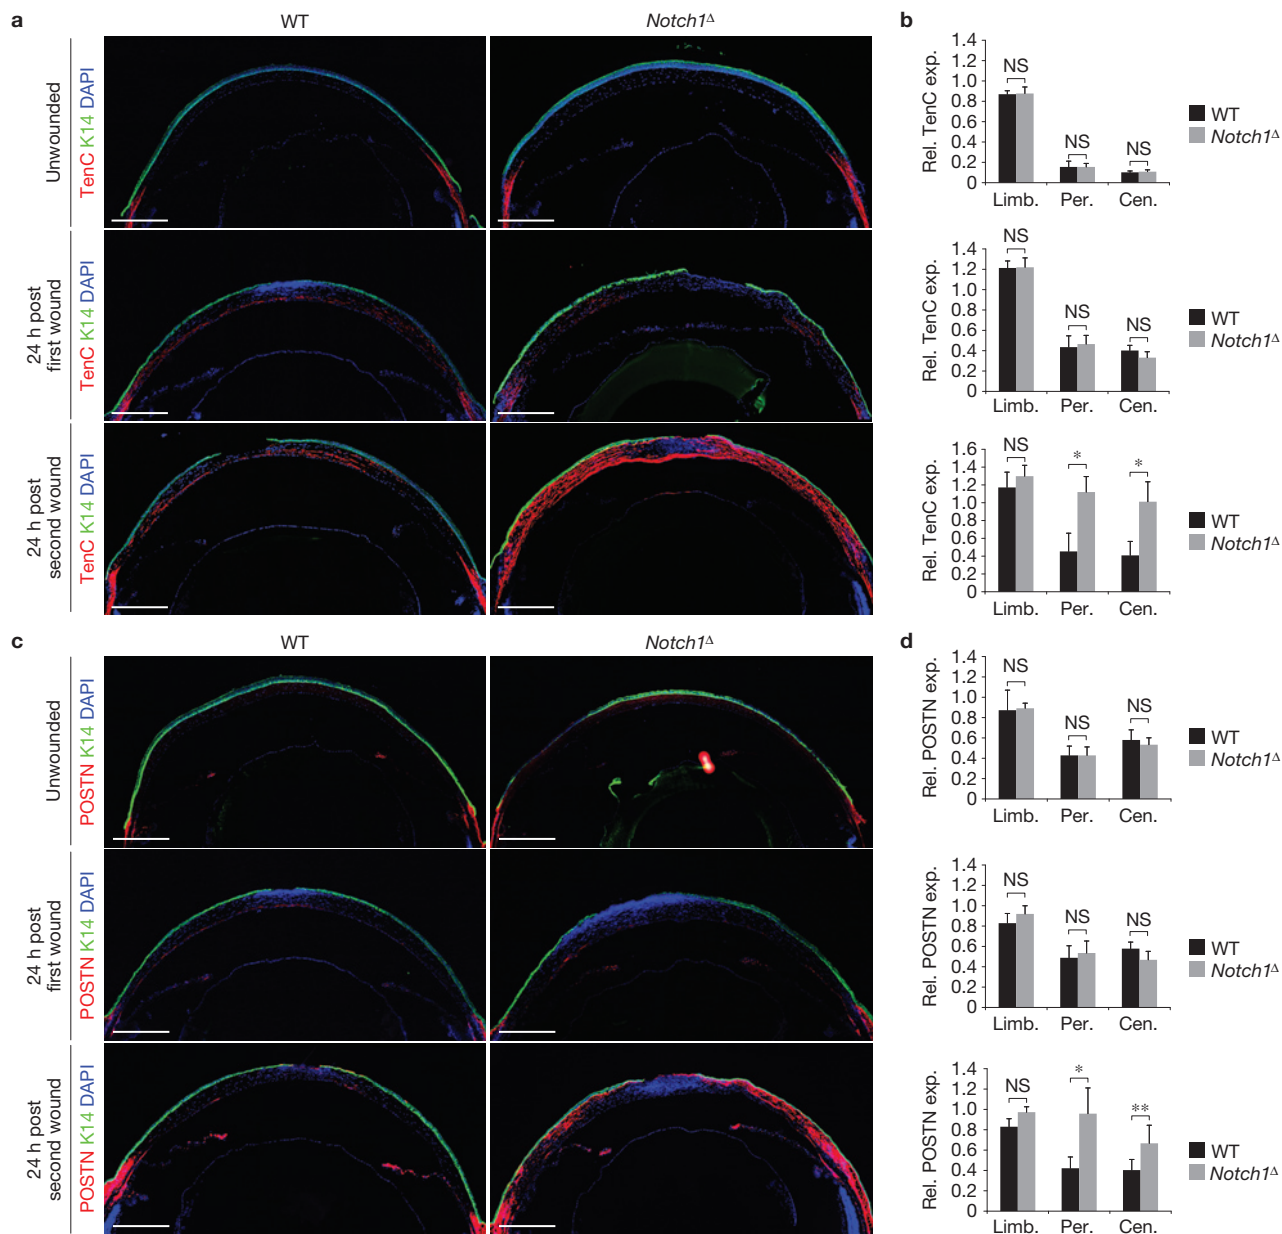 a
WT
Notch1Δ
Unwounded
TenC K14 DAPI
24 h post
first wound
TenC K14 DAPI
24 h post
second wound
TenC K14 DAPI
b
Rel. TenC exp.
1.4
1.2
1.0
0.8
0.6
0.4
0.2
0
NS
NS
NS
Limb.
Per.
Cen.
WT
Notch1Δ
Rel. TenC exp.
1.4
1.2
1.0
0.8
0.6
0.4
0.2
0
NS
NS
NS
Limb.
Per.
Cen.
WT
Notch1Δ
Rel. TenC exp.
1.6
1.4
1.2
1.0
0.8
0.6
0.4
0.2
0
NS
*
*
Limb.
Per.
Cen.
WT
Notch1Δ
c
WT
Notch1Δ
Unwounded
POSTN K14 DAPI
24 h post
first wound
POSTN K14 DAPI
24 h post
second wound
POSTN K14 DAPI
d
Rel. POSTN exp.
1.4
1.2
1.0
0.8
0.6
0.4
0.2
0
NS
NS
NS
Limb.
Per.
Cen.
WT
Notch1Δ
Rel. POSTN exp.
1.4
1.2
1.0
0.8
0.6
0.4
0.2
0
NS
NS
NS
Limb.
Per.
Cen.
WT
Notch1Δ
Rel. POSTN exp.
1.4
1.2
1.0
0.8
0.6
0.4
0.2
0
NS
*
**
Limb.
Per.
Cen.
WT
Notch1Δ